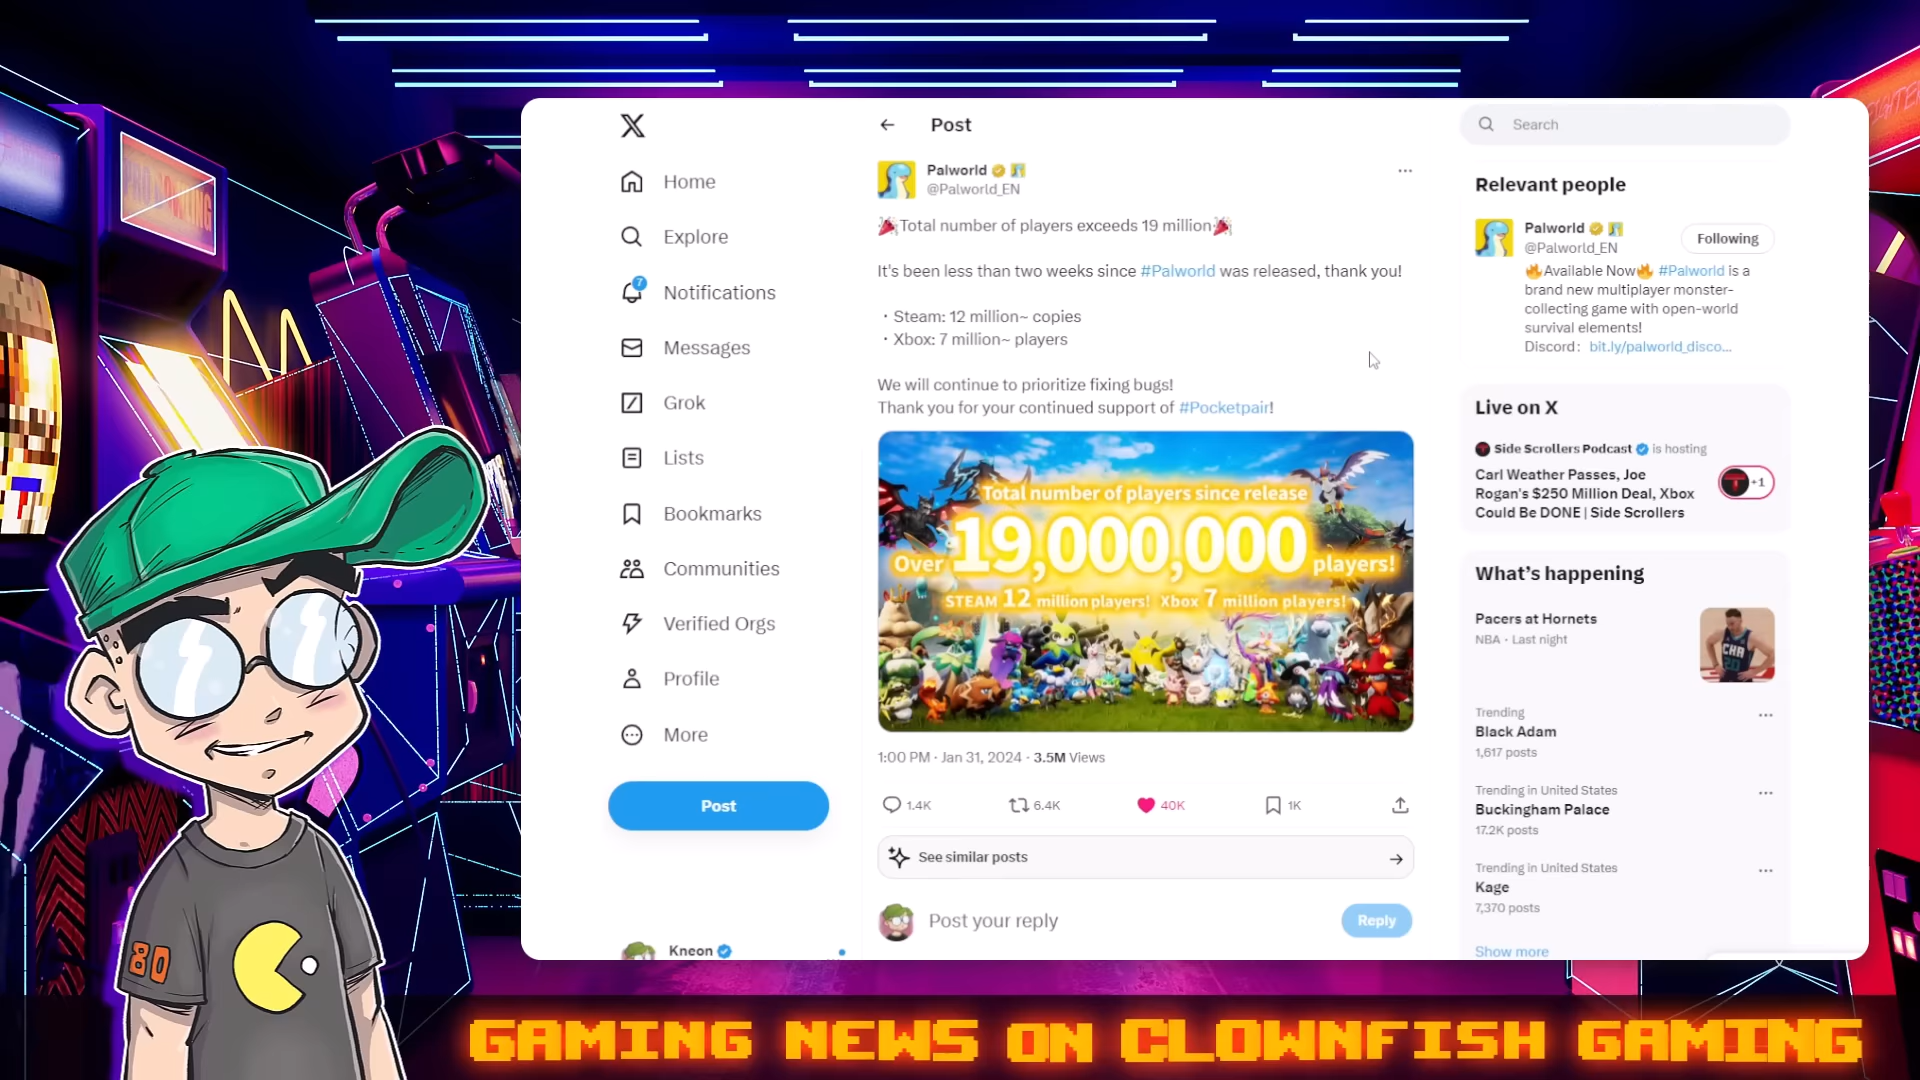 Post
Search
Home
Explore
7
Notifications
Messages
Grok
Lists
Bookmarks
Communities
Verified Orgs
Profile
More
Post
Kneon
Palworld
@Palworld_EN
Total number of players exceeds 19 million
It's been less than two weeks since #Palworld was released, thank you!
・Steam: 12 million~ copies
・Xbox: 7 million~ players
We will continue to prioritize fixing bugs!
Thank you for your continued support of #Pocketpair!
Total number of players since release
Over 19,000,000 players!
STEAM 12 million players! Xbox 7 million players!
1:00 PM · Jan 31, 2024 · 3.5M Views
1.4K 6.4K 40K 1K
See similar posts
Post your reply
Reply
Relevant people
Palworld
@Palworld_EN
Following
🔥Available Now🔥 #Palworld is a
brand new multiplayer monster-
collecting game with open-world
survival elements!
Discord: bit.ly/palworld_disco...
Live on X
Side Scrollers Podcast is hosting
Carl Weather Passes, Joe
Rogan's $250 Million Deal, Xbox
Could Be DONE | Side Scrollers
+1
What's happening
Pacers at Hornets
NBA · Last night
CHA
20
Trending
Black Adam
1,617 posts
Trending in United States
Buckingham Palace
17.2K posts
Trending in United States
Kage
7,370 posts
Show more
80
GAMING NEWS ON CLOWNFISH GAMING